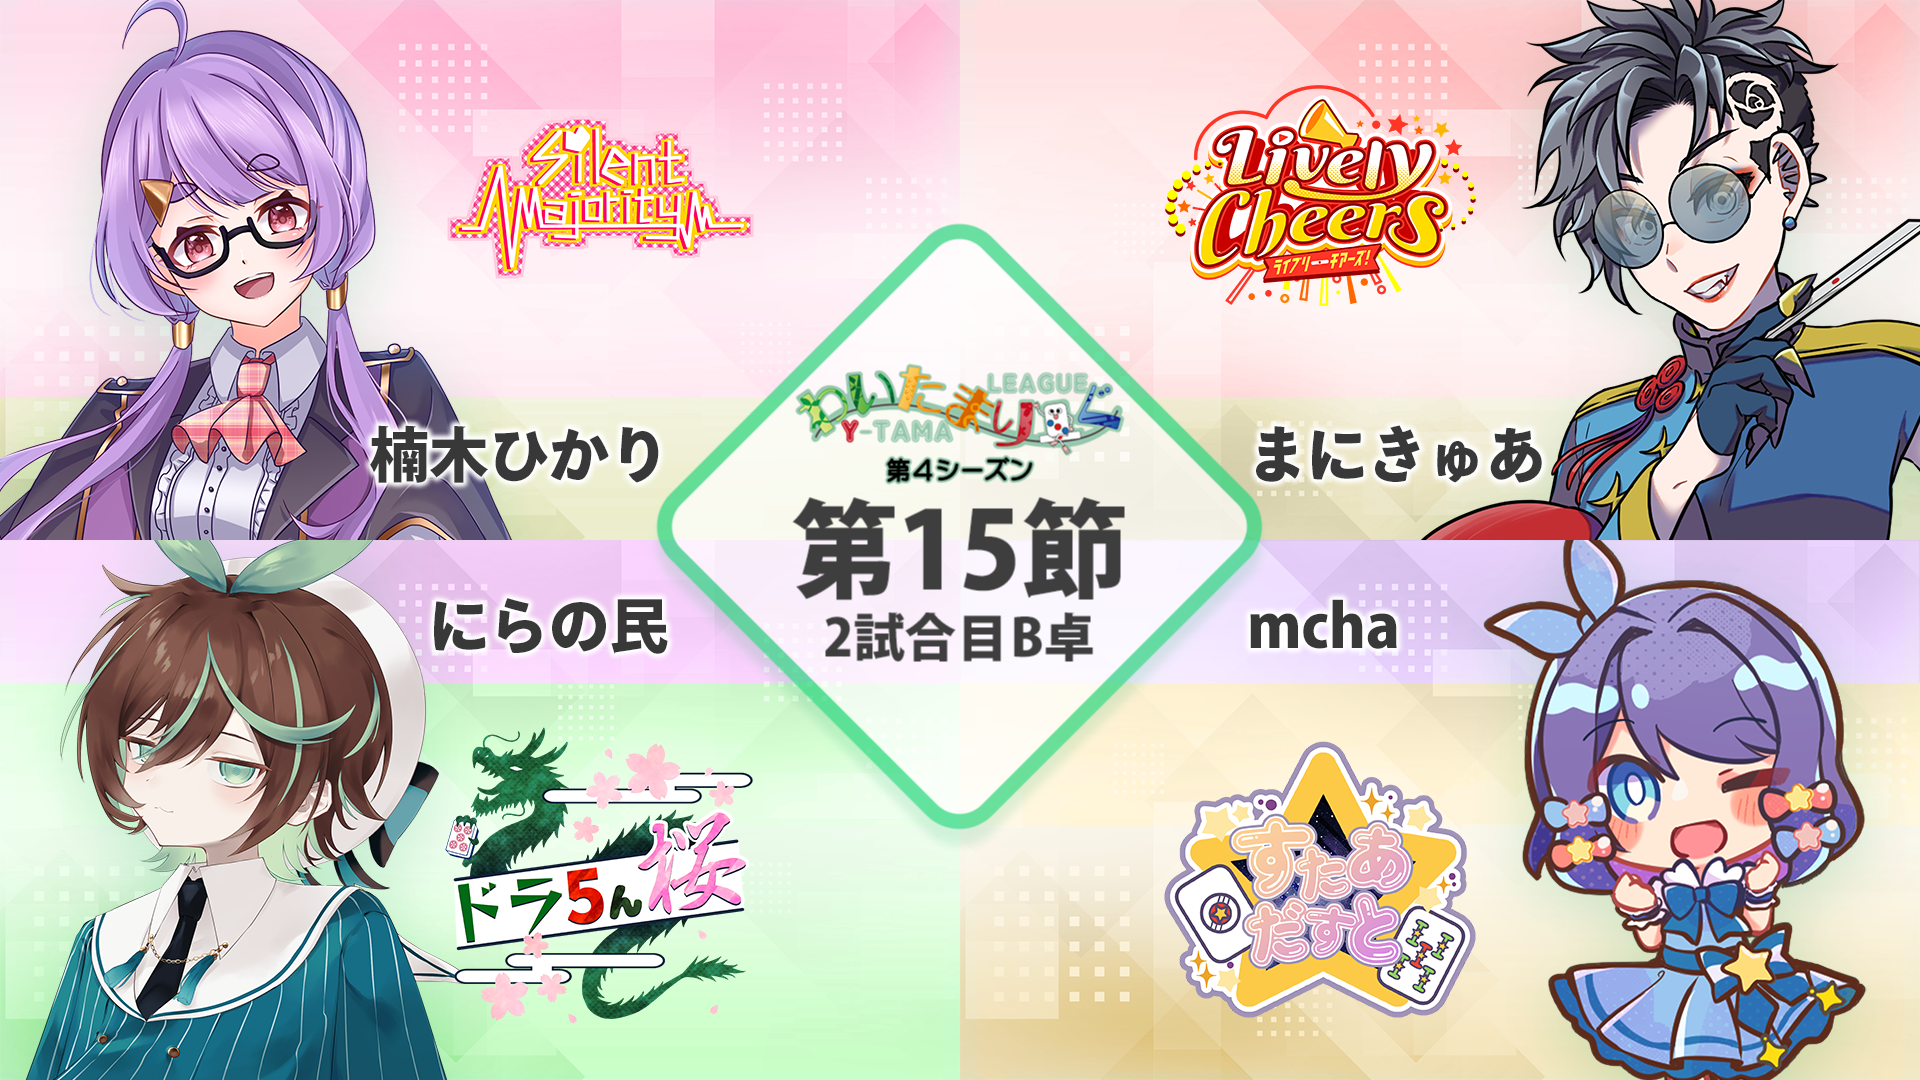 Silent
Majority
Lively
Cheers
ライブリーチアーズ!
楠木ひかり
まにきゅあ
わいたまりーぐ
LEAGUE
Y-TAMA
第4シーズン
第15節
2試合目B卓
にらの民
mcha
ドラ5ん桜
すたあ
だすと